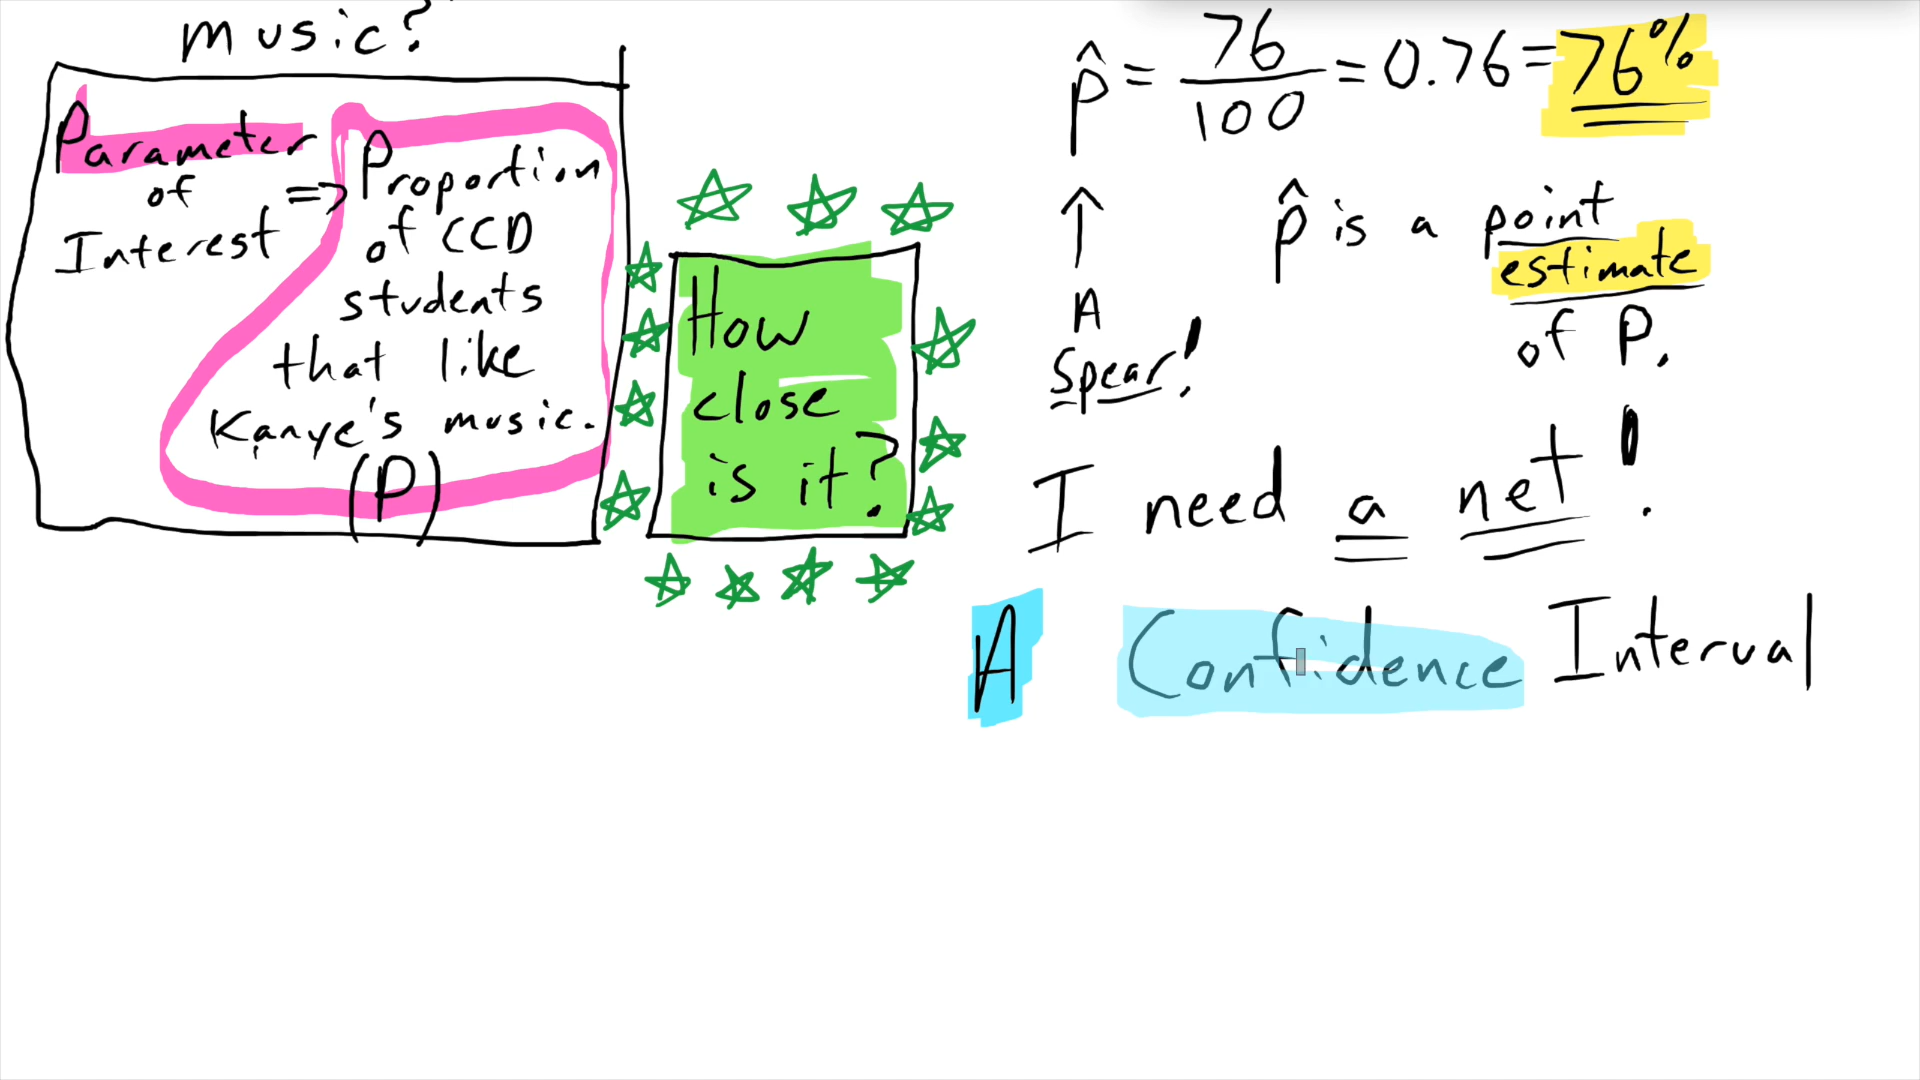 music?
Parameter
of
Interest
=> Proportion
of CCD
students
that like
Kanye's music.
(P)
How
close
is it?
p̂ = 76/100 = 0.76 = 76%
↑
A
Spear!
p̂ is a point
estimate
of P.
I need a net!
A Confidence Interval